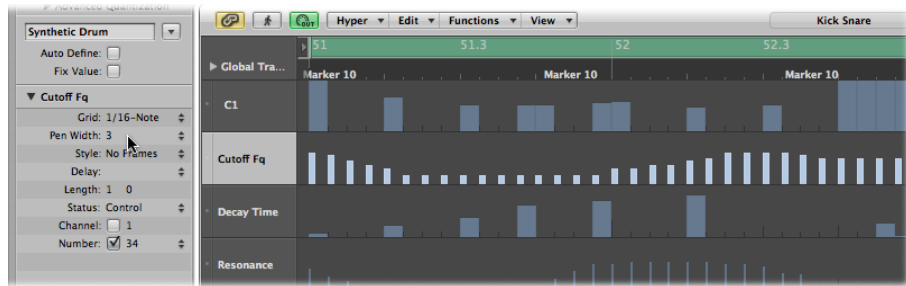 Advanced Quantization
Synthetic Drum
Auto Define:
Fix Value:
Cutoff Fq
Grid: 1/16-Note
Pen Width: 3
Style: No Frames
Delay:
Length: 1 0
Status: Control
Channel: 1
Number: 34
OUT Hyper Edit Functions View Kick Snare
51 51.3 52 52.3
Global Tra... Marker 10 Marker 10 Marker 10
C1
Cutoff Fq
Decay Time
Resonance